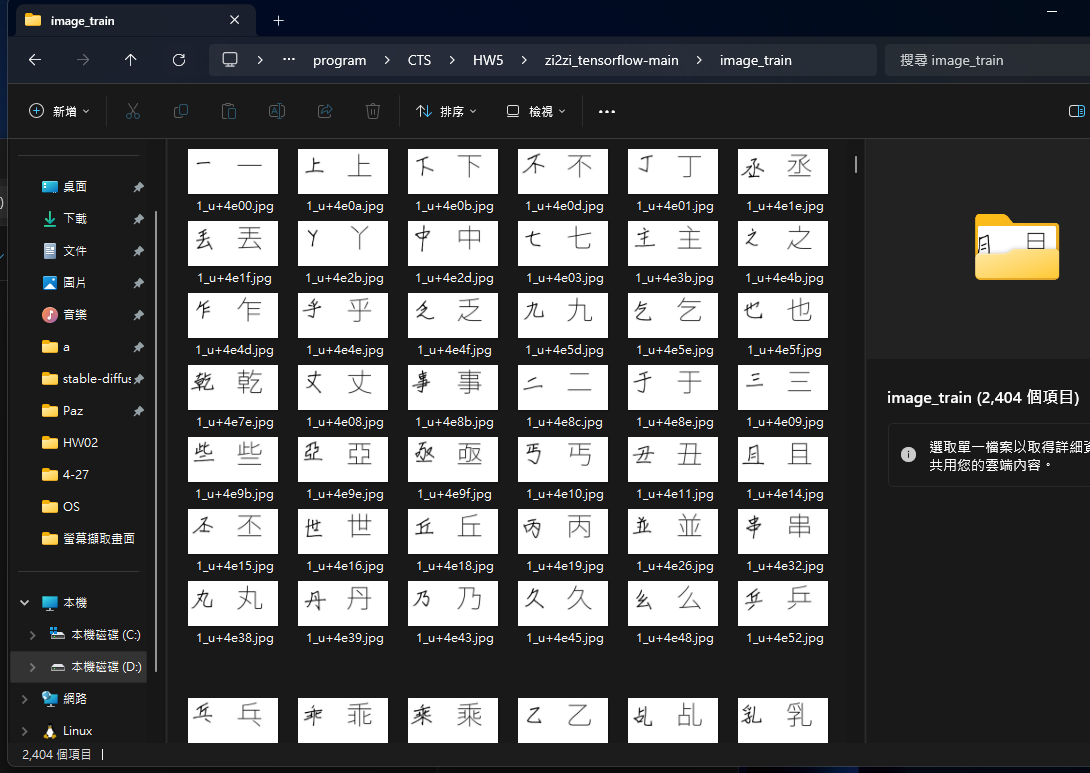 image_train
program
CTS
HW5
zi2zi_tensorflow-main
image_train
搜尋 image_train
新增
排序
檢視
桌面
下載
文件
圖片
音樂
a
stable-diffus
Paz
HW02
4-27
OS
螢幕擷取畫面
本機
本機磁碟 (C:)
本機磁碟 (D:)
網路
Linux
一 一 上 上 下 下 不 不 丁 丁 丞 丞
1_u+4e00.jpg 1_u+4e0a.jpg 1_u+4e0b.jpg 1_u+4e0d.jpg 1_u+4e01.jpg 1_u+4e1e.jpg
丟 丟 丫 丫 中 中 七 七 主 主 之 之
1_u+4e1f.jpg 1_u+4e2b.jpg 1_u+4e2d.jpg 1_u+4e03.jpg 1_u+4e3b.jpg 1_u+4e4b.jpg
乍 乍 乎 乎 乏 乏 九 九 乞 乞 也 也
1_u+4e4d.jpg 1_u+4e4e.jpg 1_u+4e4f.jpg 1_u+4e5d.jpg 1_u+4e5e.jpg 1_u+4e5f.jpg
乾 乾 丈 丈 事 事 二 二 于 于 三 三
1_u+4e7e.jpg 1_u+4e08.jpg 1_u+4e8b.jpg 1_u+4e8c.jpg 1_u+4e8e.jpg 1_u+4e09.jpg
些 些 亞 亞 亟 亟 丐 丐 丑 丑 且 且
1_u+4e9b.jpg 1_u+4e9e.jpg 1_u+4e9f.jpg 1_u+4e10.jpg 1_u+4e11.jpg 1_u+4e14.jpg
丕 丕 世 世 丘 丘 丙 丙 並 並 串 串
1_u+4e15.jpg 1_u+4e16.jpg 1_u+4e18.jpg 1_u+4e19.jpg 1_u+4e26.jpg 1_u+4e32.jpg
丸 丸 丹 丹 乃 乃 久 久 么 么 乒 乒
1_u+4e38.jpg 1_u+4e39.jpg 1_u+4e43.jpg 1_u+4e45.jpg 1_u+4e48.jpg 1_u+4e52.jpg
乓 乓 乖 乖 乘 乘 乙 乙 乩 乩 乳 乳
image_train (2,404 個項目)
選取單一檔案以取得詳細
共用您的雲端內容。
2,404 個項目